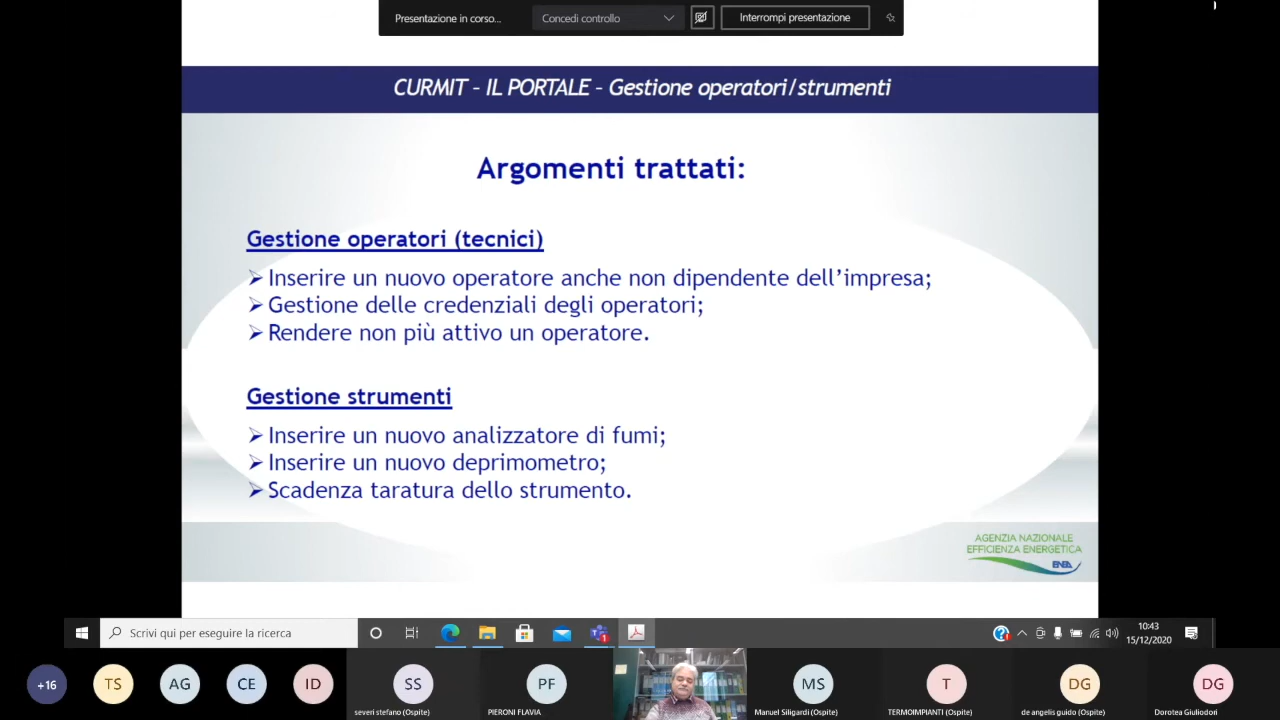 Presentazione in corso...
Concedi controllo
Interrompi presentazione
CURMIT – IL PORTALE – Gestione operatori/strumenti
Argomenti trattati:
Gestione operatori (tecnici)
Inserire un nuovo operatore anche non dipendente dell'impresa;
Gestione delle credenziali degli operatori;
Rendere non più attivo un operatore.
Gestione strumenti
Inserire un nuovo analizzatore di fumi;
Inserire un nuovo deprimometro;
Scadenza taratura dello strumento.
AGENZIA NAZIONALE
EFFICIENZA ENERGETICA
ENEA
Scrivi qui per eseguire la ricerca
10:43
15/12/2020
+16
TS
AG
CE
ID
SS
PF
MS
T
DG
DG
severi stefano (Ospite)
PIERONI FLAVIA
Manuel Siligardi (Ospite)
TERMOIMPIANTI (Ospite)
de angelis guido (Ospite)
Dorotea Giuliodori